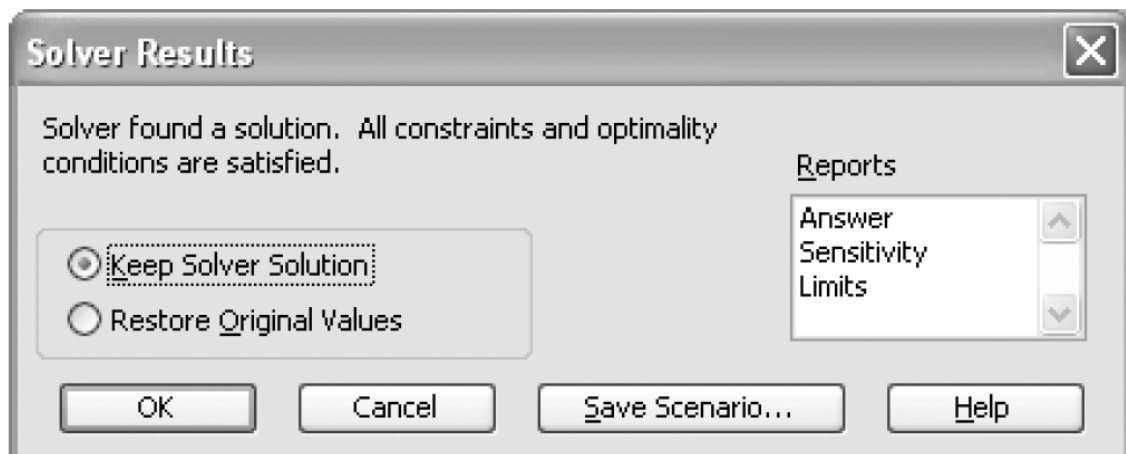 Solver Results
Solver found a solution. All constraints and optimality
conditions are satisfied.
Reports
Answer
Sensitivity
Limits
Keep Solver Solution
Restore Original Values
OK Cancel Save Scenario... Help